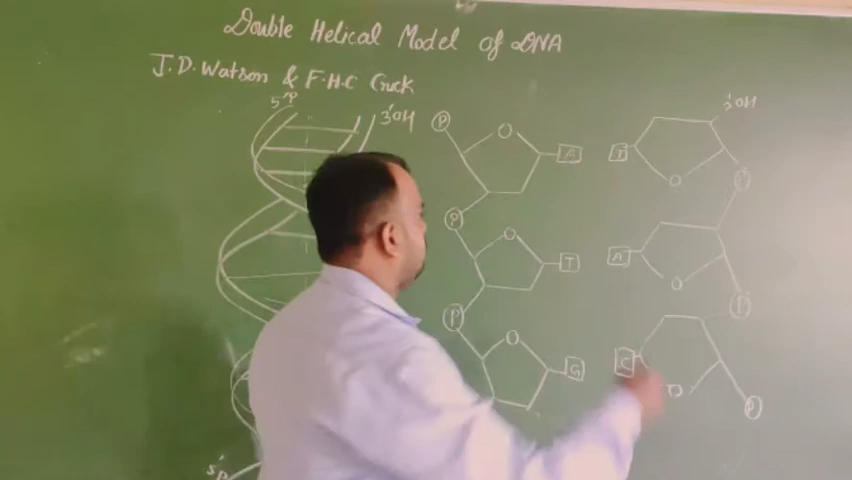 Double Helical Model of DNA
J.D. Watson & F.H.C Crick
5'P
3'OH
P O A
T O 3'OH
P
P
O T
A O
P
P
O G
C O
P
5'P